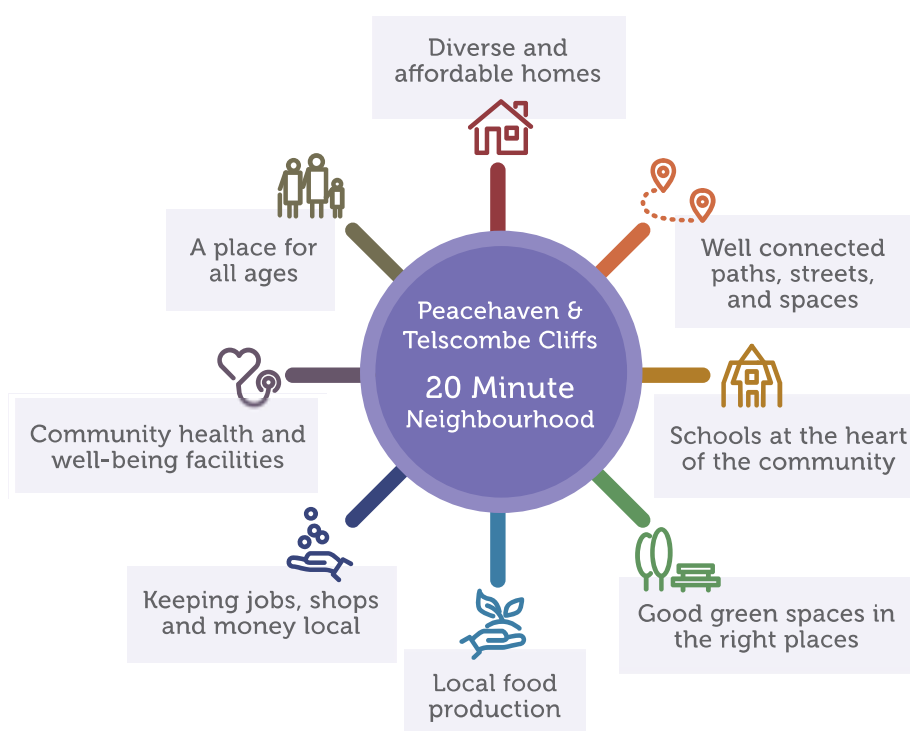 Diverse and
affordable homes
A place for
all ages
Well connected
paths, streets,
and spaces
Peacehaven &
Telscombe Cliffs
20 Minute
Neighbourhood
Community health and
well-being facilities
Schools at the heart
of the community
Keeping jobs, shops
and money local
Good green spaces in
the right places
Local food
production